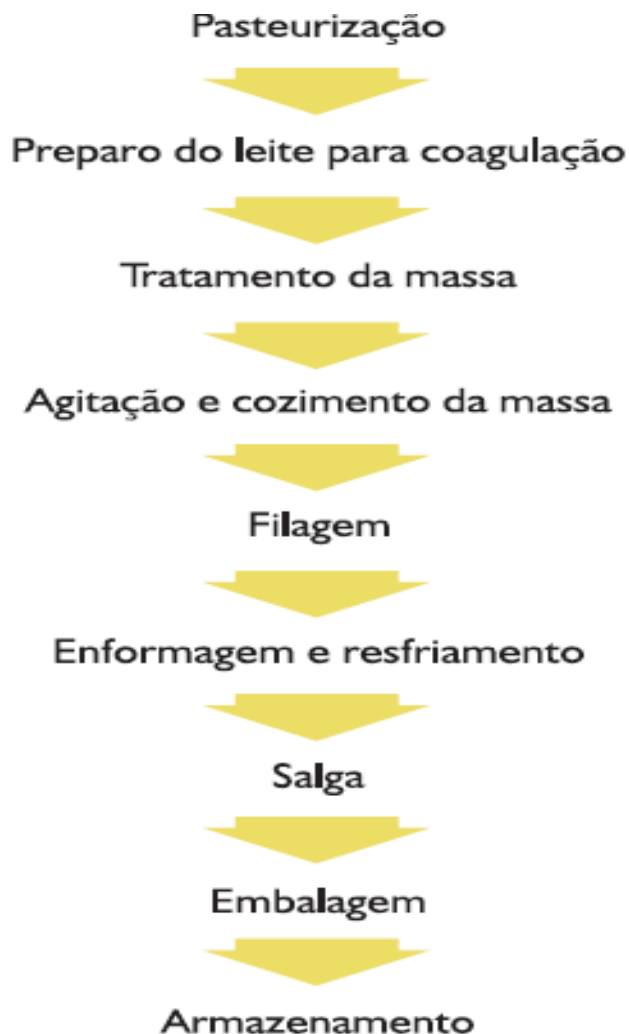 Pasteurização
Preparo do leite para coagulação
Tratamento da massa
Agitação e cozimento da massa
Filagem
Enformagem e resfriamento
Salga
Embalagem
Armazenamento